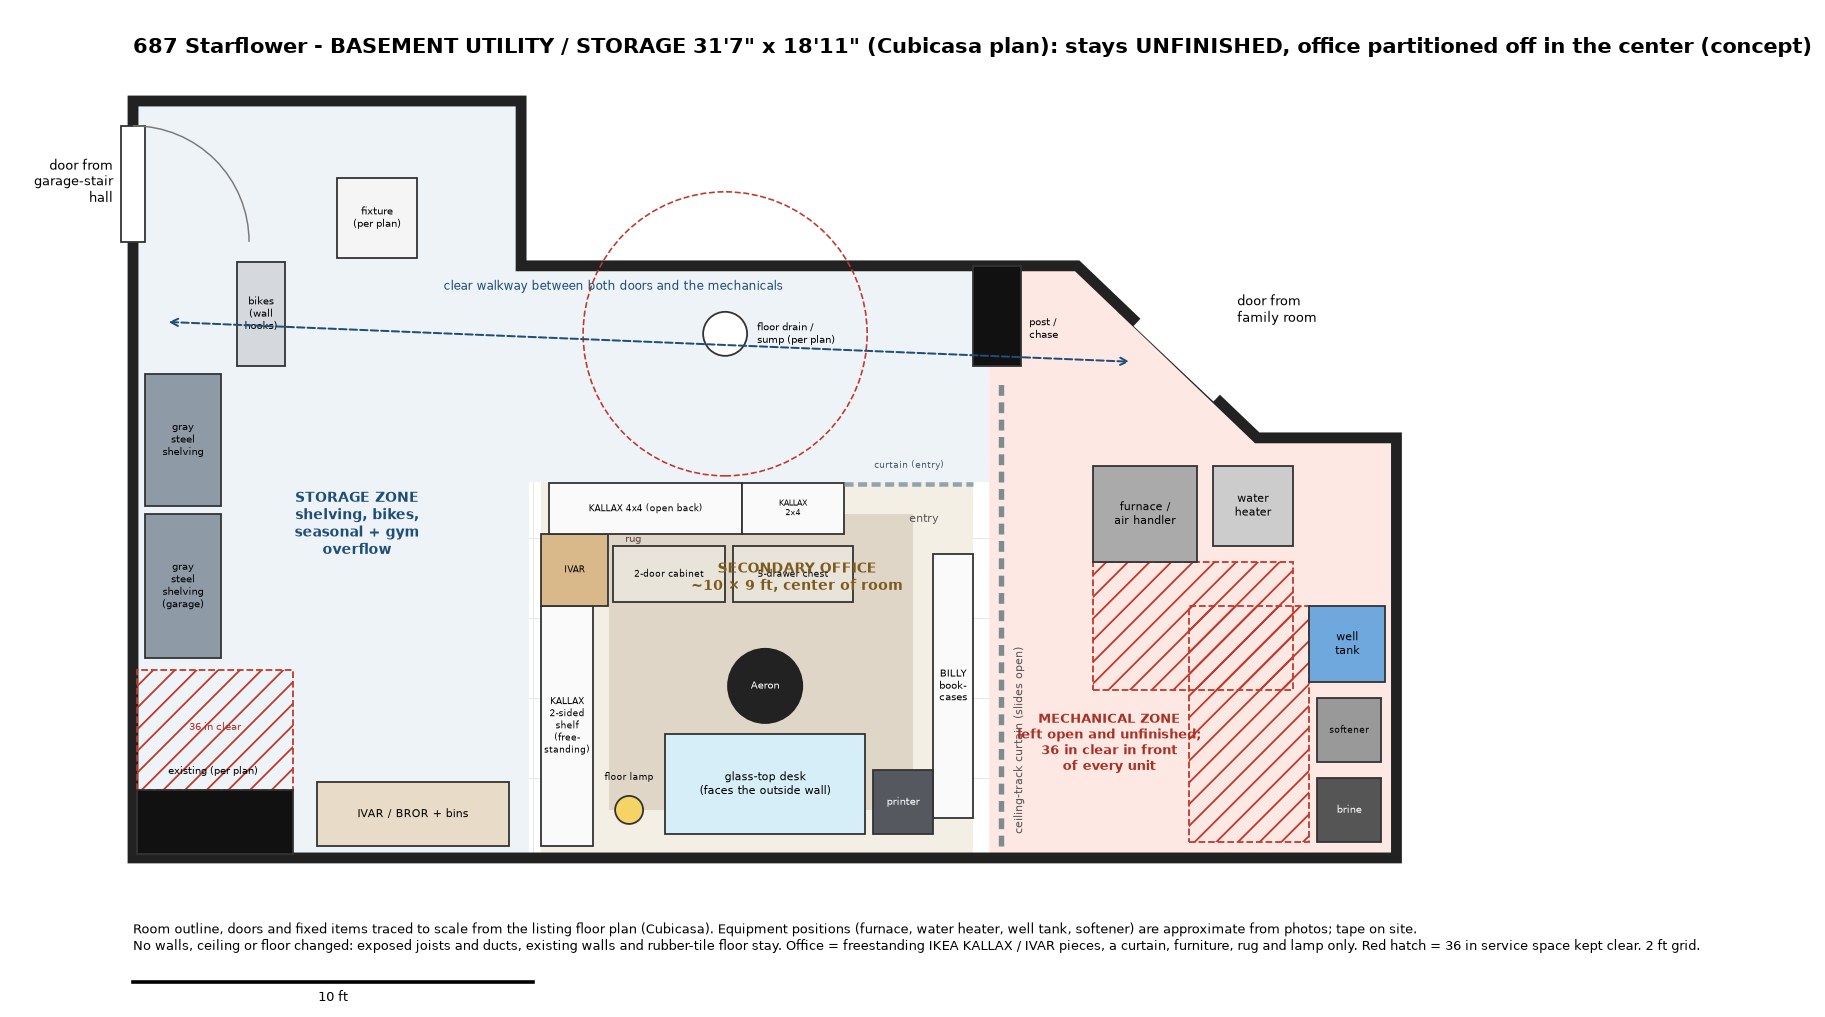 687 Starflower - BASEMENT UTILITY / STORAGE 31'7" x 18'11" (Cubicasa plan): stays UNFINISHED, office partitioned off in the center (concept)
door from
garage-stair
hall
fixture
(per plan)
bikes
(wall
hooks)
clear walkway between both doors and the mechanicals
floor drain /
sump (per plan)
post /
chase
door from
family room
gray
steel
shelving
gray
steel
shelving
(garage)
STORAGE ZONE
shelving, bikes,
seasonal + gym
overflow
curtain (entry)
KALLAX 4x4 (open back)
KALLAX
2x4
entry
rug
IVAR
2-door cabinet
5-drawer chest
SECONDARY OFFICE
~10 × 9 ft, center of room
furnace /
air handler
water
heater
well
tank
KALLAX
2-sided
shelf
(free-
standing)
Aeron
BILLY
book-
cases
ceiling-track curtain (slides open)
MECHANICAL ZONE
left open and unfinished;
36 in clear in front
of every unit
softener
brine
36 in clear
existing (per plan)
IVAR / BROR + bins
floor lamp
glass-top desk
(faces the outside wall)
printer
Room outline, doors and fixed items traced to scale from the listing floor plan (Cubicasa). Equipment positions (furnace, water heater, well tank, softener) are approximate from photos; tape on site.
No walls, ceiling or floor changed: exposed joists and ducts, existing walls and rubber-tile floor stay. Office = freestanding IKEA KALLAX / IVAR pieces, a curtain, furniture, rug and lamp only. Red hatch = 36 in service space kept clear. 2 ft grid.
10 ft